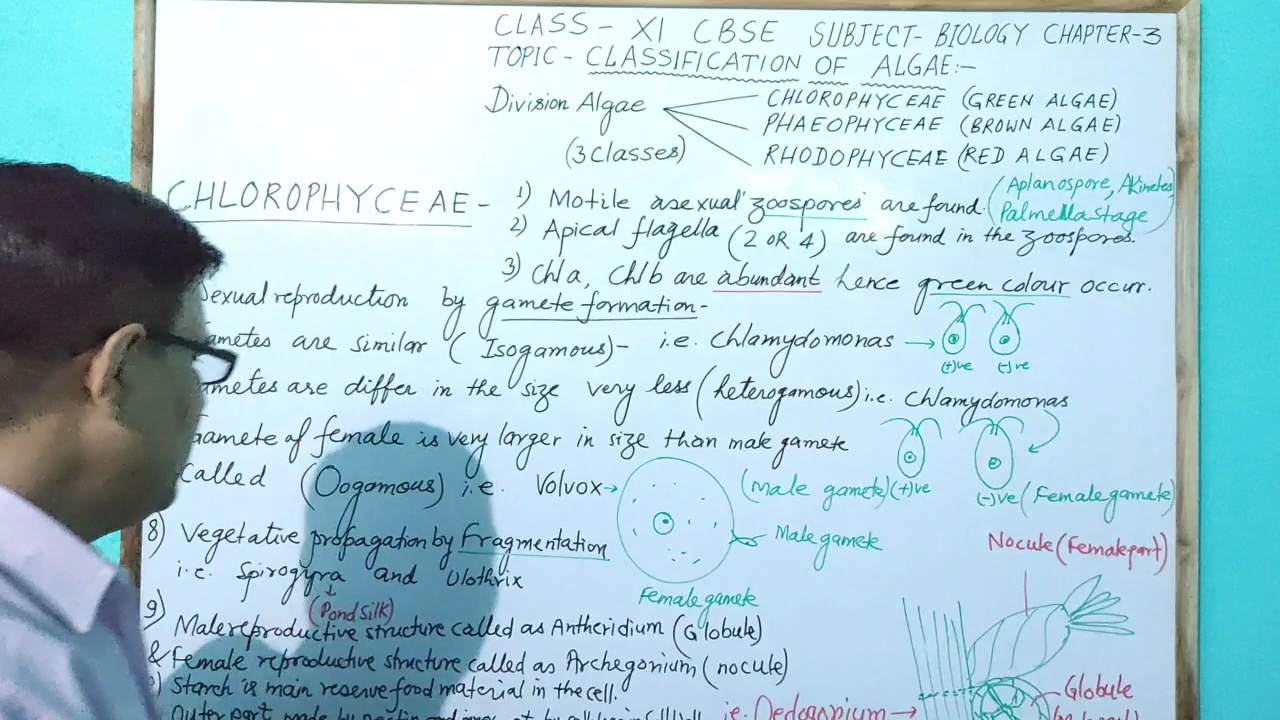 CLASS - XI CBSE SUBJECT- BIOLOGY CHAPTER-3
TOPIC - CLASSIFICATION OF ALGAE:-
Division Algae
(3 classes)
CHLOROPHYCEAE (GREEN ALGAE)
PHAEOPHYCEAE (BROWN ALGAE)
RHODOPHYCEAE (RED ALGAE)
CHLOROPHYCEAE - 1) Motile asexual zoospores are found. (Aplanospore, Akinetes, Palmella stage)
2) Apical flagella (2 OR 4) are found in the zoospores.
3) chl a, chl b are abundant hence green colour occur.
Sexual reproduction by gamete formation-
are similar (Isogamous)- i.e. chlamydomonas →
(+)ve (-)ve
are differ in the size very less (heterogamous) i.e. chlamydomonas
gamete of female is very larger in size than male gamete
called (Oogamous) i.e. Volvox →
(Male gamete) (+)ve (-)ve (Female gamete)
Male gamete
Female gamete
8) Vegetative propagation by Fragmentation
i.e. Spirogyra and Ulothrix
(Pond silk)
9) Male reproductive structure called as Antheridium (Globule)
& Female reproductive structure called as Archegonium (nocule)
) Starch is main reserve food material in the cell.
Outer part made by
i.e. Oedogonium →
Nocule (Female part)
Globule